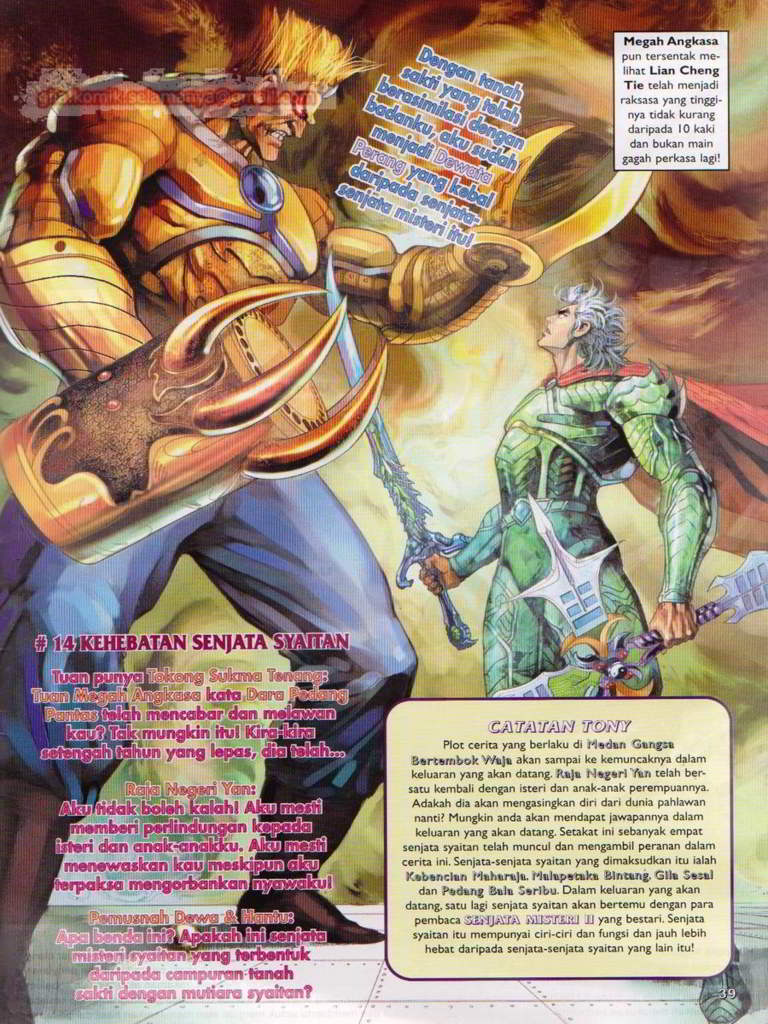 Megah Angkasa
pun tersentak me-
lihat Lian Cheng
Tie telah menjadi
raksasa yang tinggi-
nya tidak kurang
daripada 10 kaki
dan bukan main
gagah perkasa lagi!
Dengan tanah
sakti yang telah
berasimilasi dengan
badanku, aku sudah
menjadi Dewata
Perang yang kebal
daripada senjata-
senjata misteri itu!
# 14 KEHEBATAN SENJATA SYAITAN
Tuan punya Tokong Sukma Tenang:
Tuan Megah Angkasa kata Dara Pedang
Pantas telah mencabar dan melawan
kau? Tak mungkin itu! Kira-kira
setengah tahun yang lepas, dia telah...
Raja Negeri Yan:
Aku tidak boleh kalah! Aku mesti
memberi perlindungan kepada
isteri dan anak-anakku. Aku mesti
menewaskan kau meskipun aku
terpaksa mengorbankan nyawaku!
Pemusnah Dewa & Hantu:
Apa benda ini? Apakah ini senjata
misteri syaitan yang terbentuk
daripada campuran tanah
sakti dengan mutiara syaitan?
CATATAN TONY
Plot cerita yang berlaku di Medan Gangsa
Bertembok Waja akan sampai ke kemuncaknya dalam
keluaran yang akan datang. Raja Negeri Yan telah ber-
satu kembali dengan isteri dan anak-anak perempuannya.
Adakah dia akan mengasingkan diri dari dunia pahlawan
nanti? Mungkin anda akan mendapat jawapannya dalam
keluaran yang akan datang. Setakat ini sebanyak empat
senjata syaitan telah muncul dan mengambil peranan dalam
cerita ini. Senjata-senjata syaitan yang dimaksudkan itu ialah
Kebencian Maharaja, Malapetaka Bintang, Gila Sesal
dan Pedang Bala Seribu. Dalam keluaran yang akan
datang, satu lagi senjata syaitan akan bertemu dengan para
pembaca SENJATA MISTERI II yang bestari. Senjata
syaitan itu mempunyai ciri-ciri dan fungsi dan jauh lebih
hebat daripada senjata-senjata syaitan yang lain itu!
39